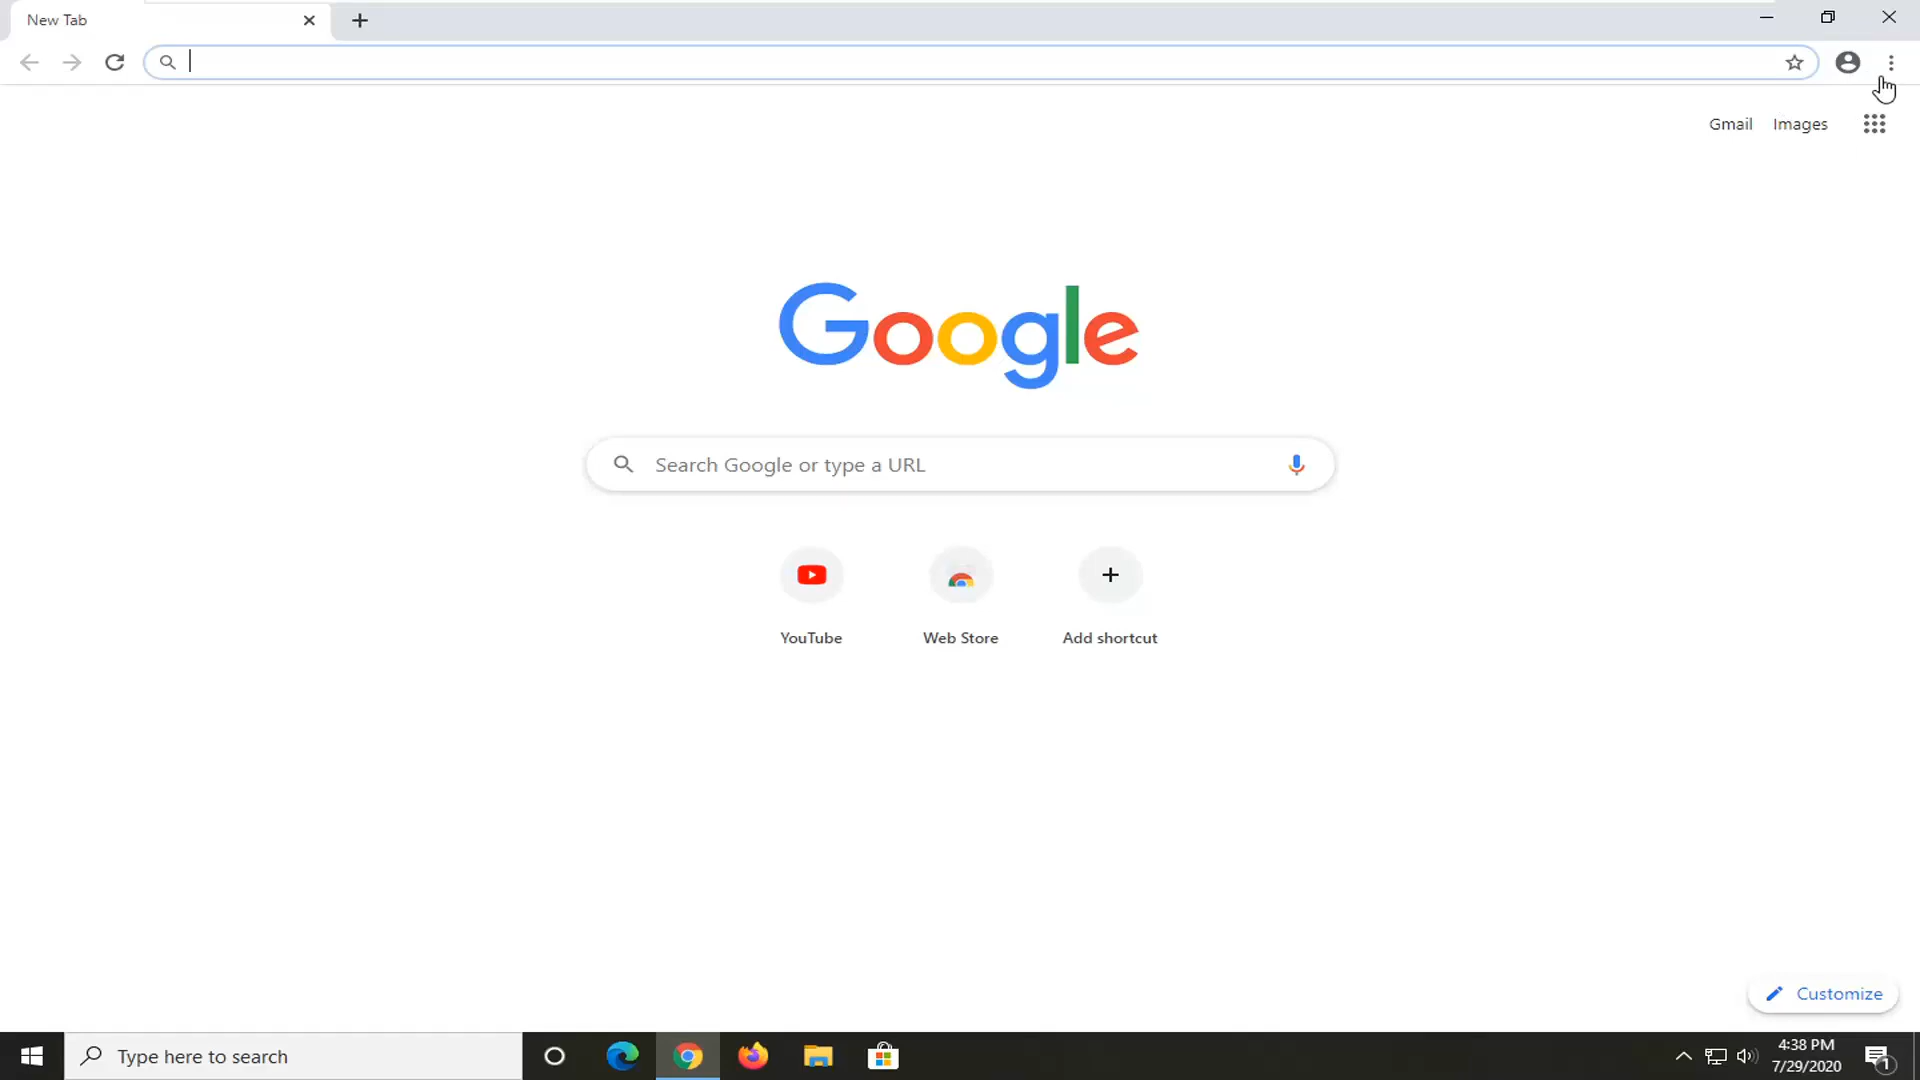 New Tab
Gmail Images
Google
Search Google or type a URL
YouTube Web Store Add shortcut
Customize
Type here to search
4:38 PM
7/29/2020
1